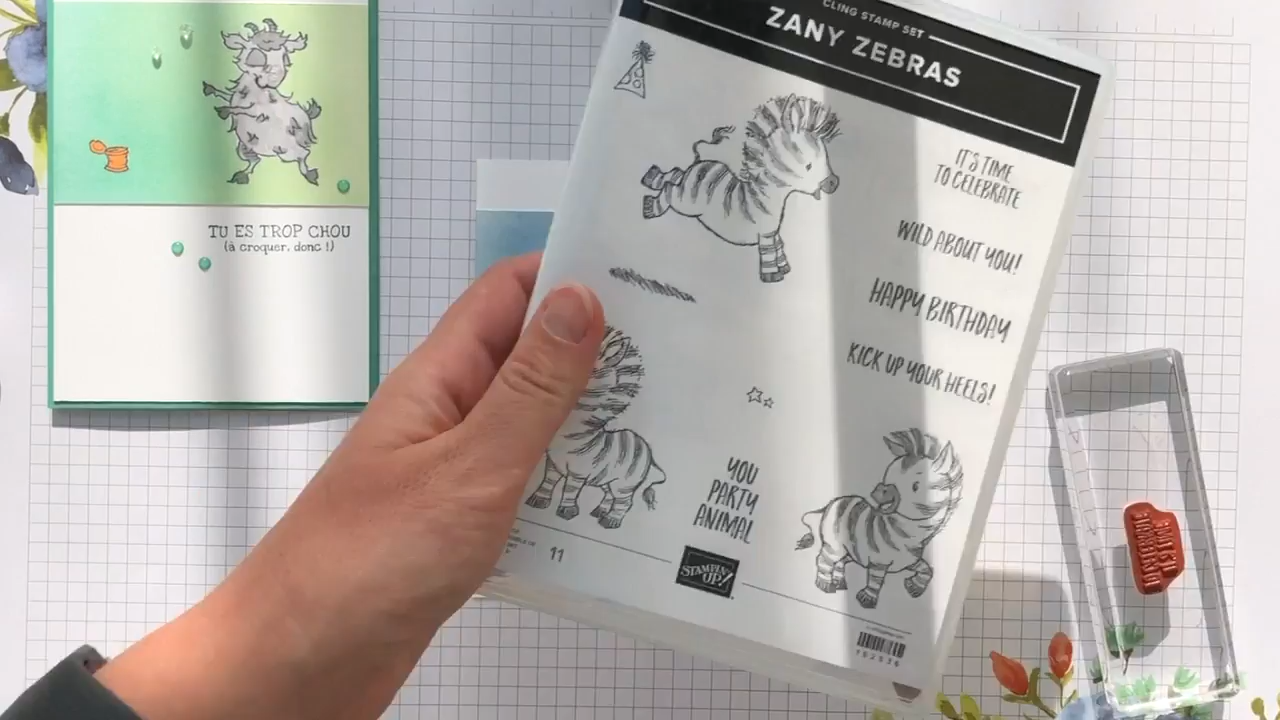 CLING STAMP SET
ZANY ZEBRAS
IT'S TIME
TO CELEBRATE
WILD ABOUT YOU!
HAPPY BIRTHDAY
KICK UP YOUR HEELS!
YOU
PARTY
ANIMAL
11
STAMPIN' UP!
TU ES TROP CHOU
(à croquer, donc !)